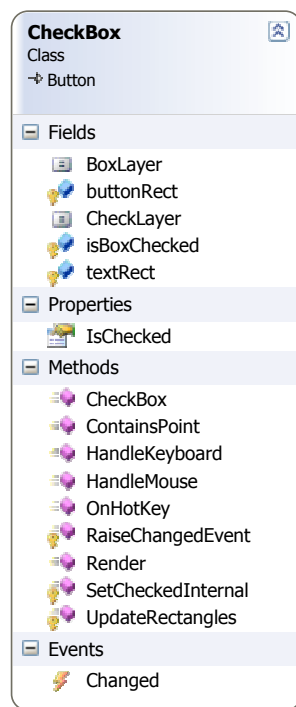 CheckBox
Class
Button
Fields
BoxLayer
buttonRect
CheckLayer
isBoxChecked
textRect
Properties
IsChecked
Methods
CheckBox
ContainsPoint
HandleKeyboard
HandleMouse
OnHotKey
RaiseChangedEvent
Render
SetCheckedInternal
UpdateRectangles
Events
Changed